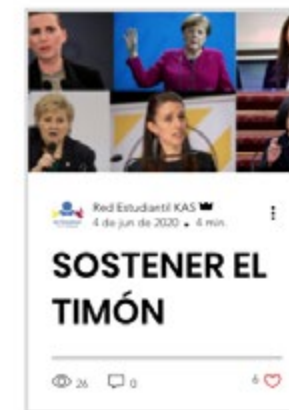 Red Estudiantil KAS
4 de jun de 2020 • 4 min.
SOSTENER EL
TIMÓN
26 0 6